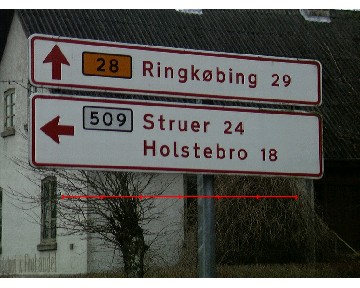 28 Ringkøbing 29
509 Struer 24
Holstebro 18